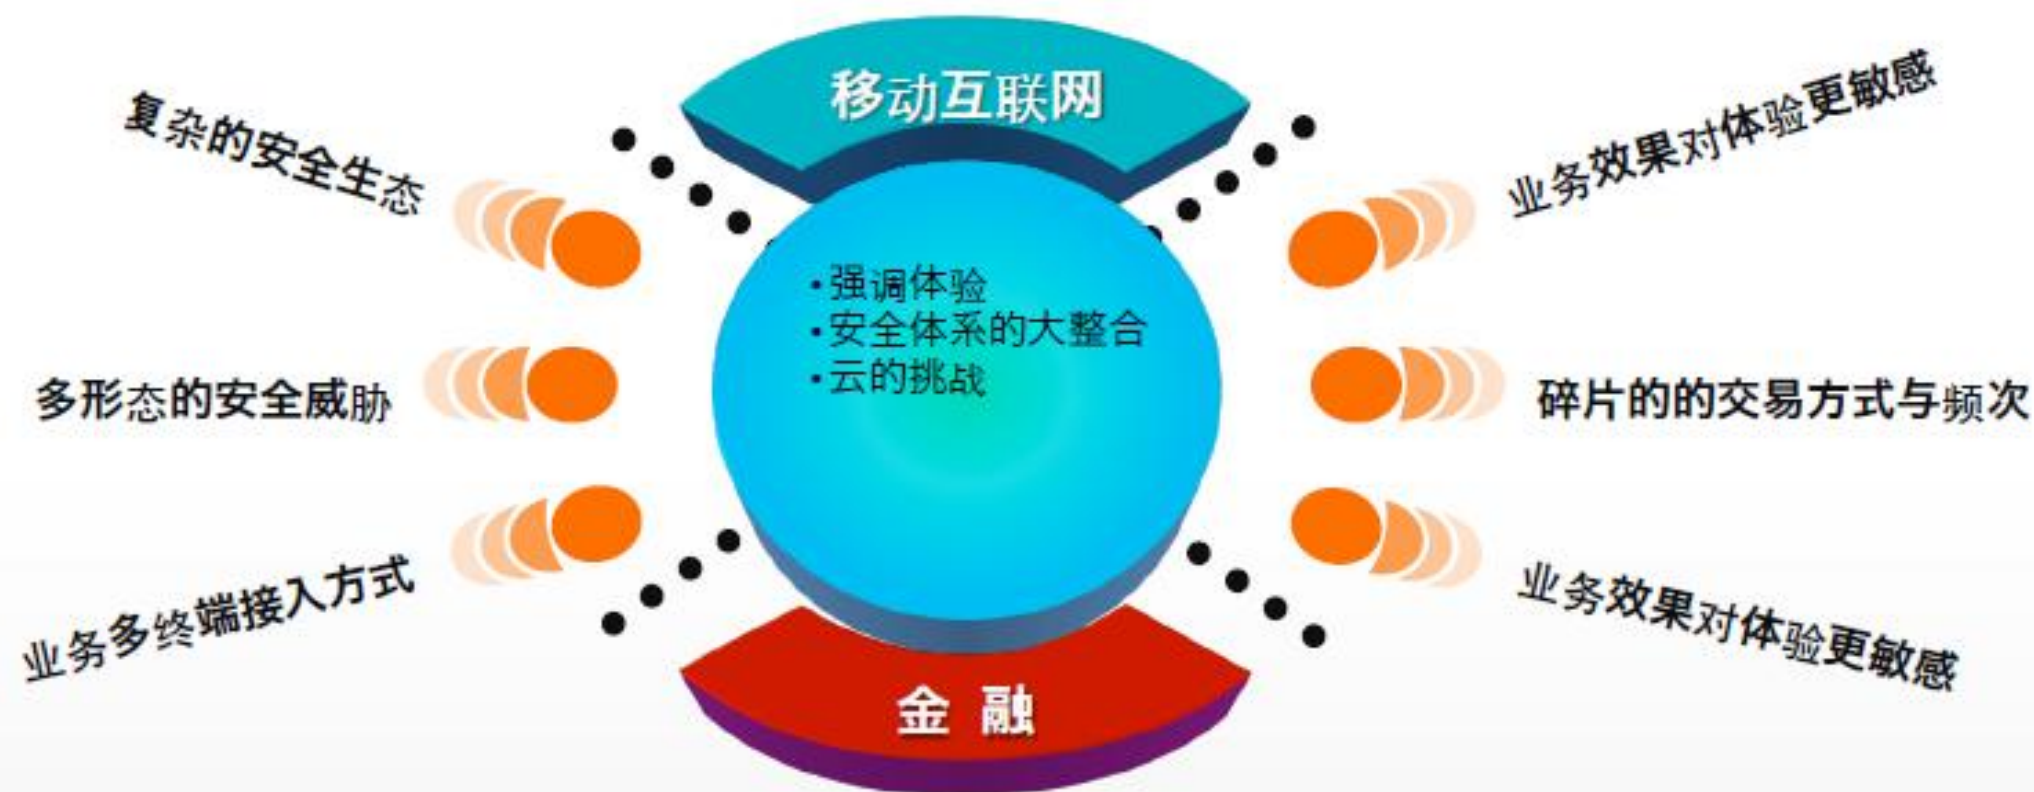 移动互联网
复杂的安全生态
多形态的安全威胁
业务多终端接入方式
•强调体验
•安全体系的大整合
•云的挑战
业务效果对体验更敏感
碎片的的交易方式与频次
业务效果对体验更敏感
金 融